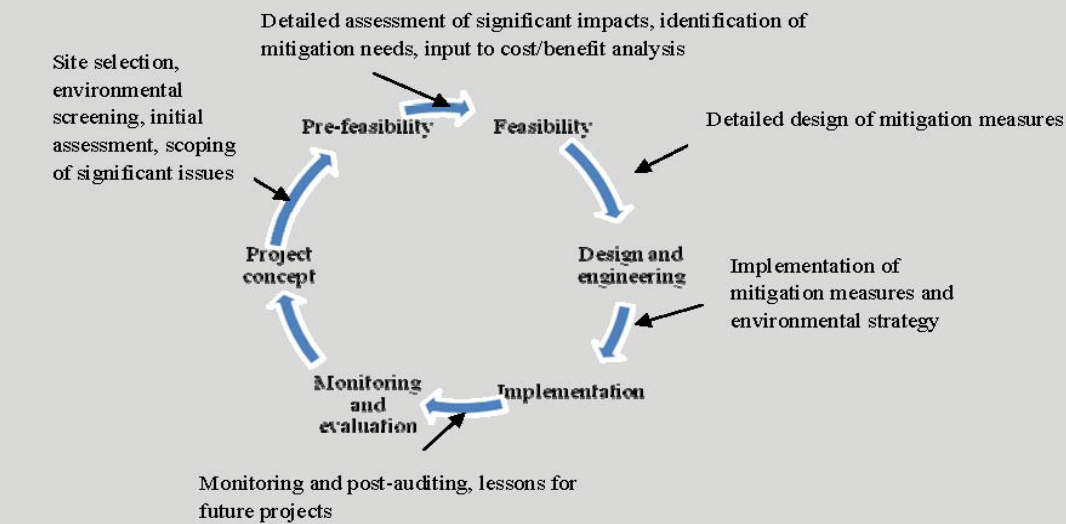 Detailed assessment of significant impacts, identification of
mitigation needs, input to cost/benefit analysis
Site selection,
environmental
screening, initial
assessment, scoping
of significant issues
Pre-feasibility
Feasibility
Detailed design of mitigation measures
Project
concept
Design and
engineering
Implementation of
mitigation measures and
environmental strategy
Monitoring
and
evaluation
Implementation
Monitoring and post-auditing, lessons for
future projects